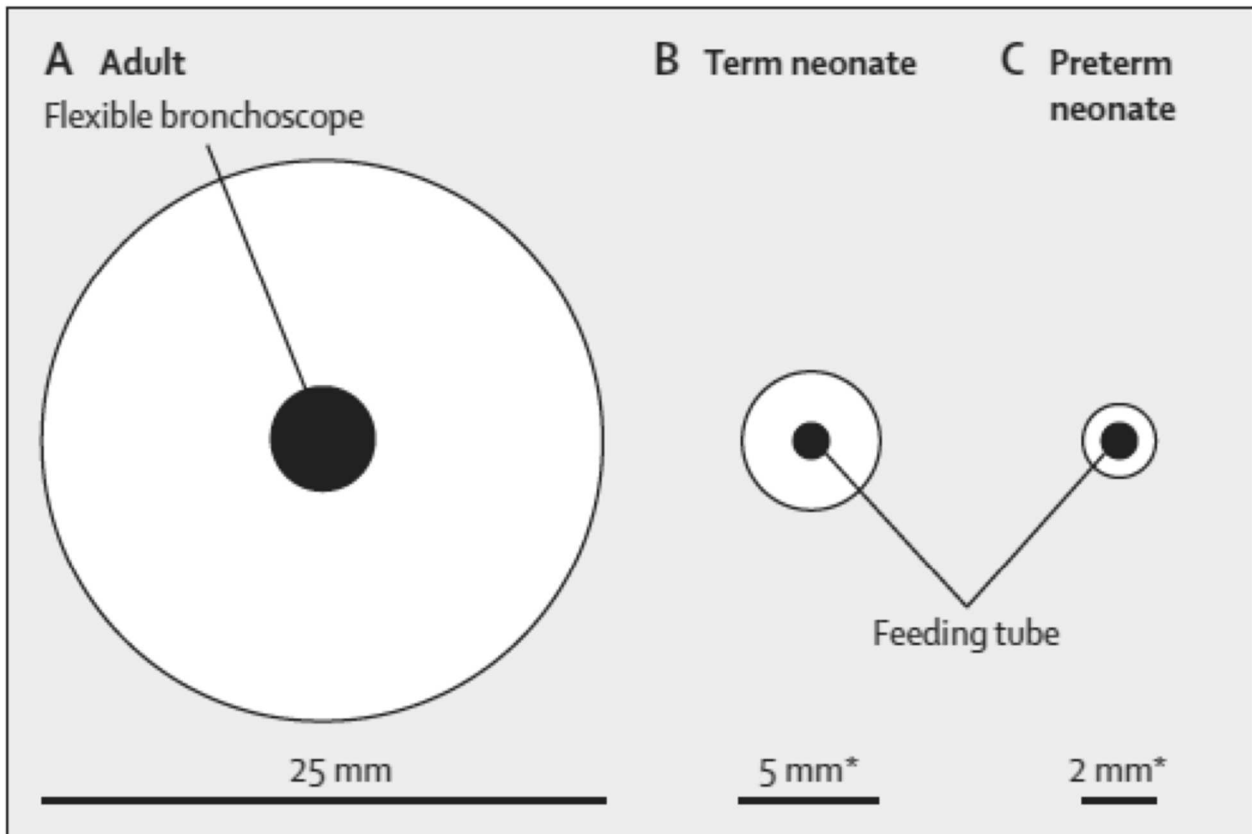 A Adult
Flexible bronchoscope
B Term neonate
C Preterm
neonate
Feeding tube
25 mm
5 mm*
2 mm*